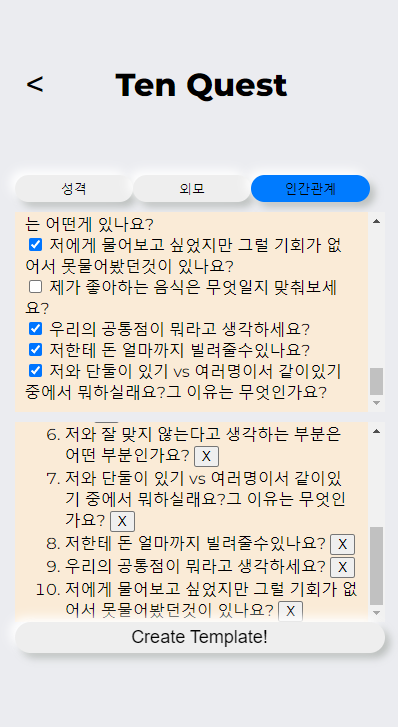 < Ten Quest
성격 외모 인간관계
는 어떤게 있나요?
저에게 물어보고 싶었지만 그럴 기회가 없
어서 못물어봤던것이 있나요?
제가 좋아하는 음식은 무엇일지 맞춰보세
요?
우리의 공통점이 뭐라고 생각하세요?
저한테 돈 얼마까지 빌려줄수있나요?
저와 단둘이 있기 vs 여러명이서 같이있기
중에서 뭐하실래요?그 이유는 무엇인가요?
6. 저와 잘 맞지 않는다고 생각하는 부분은
어떤 부분인가요? X
7. 저와 단둘이 있기 vs 여러명이서 같이있
기 중에서 뭐하실래요?그 이유는 무엇인
가요? X
8. 저한테 돈 얼마까지 빌려줄수있나요? X
9. 우리의 공통점이 뭐라고 생각하세요? X
10. 저에게 물어보고 싶었지만 그럴 기회가 없
어서 못물어봤던것이 있나요? X
Create Template!